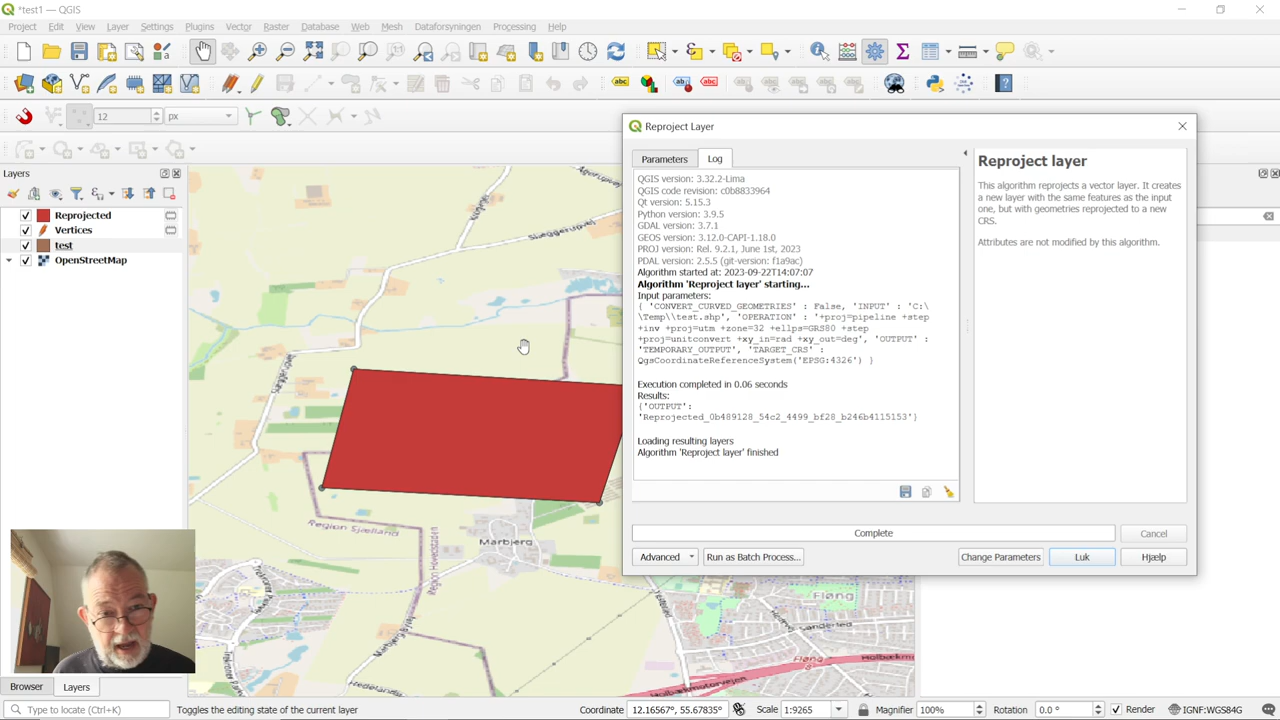 *test1 — QGIS
Project Edit View Layer Settings Plugins Vector Raster Database Web Mesh Dataforsyningen Processing Help
12 px
Layers
Reprojected
Vertices
test
OpenStreetMap
Browser Layers
Region Sjælland
Region Hovedstaden
Marbjerg
Marbjergvej
Fløng
Holbækmotorvejen
Holbækmot
Reproject Layer
Parameters Log
QGIS version: 3.32.2-Lima
QGIS code revision: c0b8833964
Qt version: 5.15.3
Python version: 3.9.5
GDAL version: 3.7.1
GEOS version: 3.12.0-CAPI-1.18.0
PROJ version: Rel. 9.2.1, June 1st, 2023
PDAL version: 2.5.5 (git-version: f1a9ac)
Algorithm started at: 2023-09-22T14:07:07
Algorithm 'Reproject layer' starting…
Input parameters:
{ 'CONVERT_CURVED_GEOMETRIES' : False, 'INPUT' : 'C:\
\Temp\\test.shp', 'OPERATION' : '+proj=pipeline +step
+inv +proj=utm +zone=32 +ellps=GRS80 +step
+proj=unitconvert +xy_in=rad +xy_out=deg', 'OUTPUT' :
'TEMPORARY_OUTPUT', 'TARGET_CRS' :
QgsCoordinateReferenceSystem('EPSG:4326') }
Execution completed in 0.06 seconds
Results:
{'OUTPUT':
'Reprojected_0b489128_54c2_4499_bf28_b246b4115153'}
Loading resulting layers
Algorithm 'Reproject layer' finished
Reproject layer
This algorithm reprojects a vector layer. It creates
a new layer with the same features as the input
one, but with geometries reprojected to a new
CRS.
Attributes are not modified by this algorithm.
Complete Cancel
Advanced Run as Batch Process… Change Parameters Luk Hjælp
Type to locate (Ctrl+K) Toggles the editing state of the current layer Coordinate 12.16567°, 55.67835° Scale 1:9265 Magnifier 100% Rotation 0.0 ° Render IGNF:WGS84G